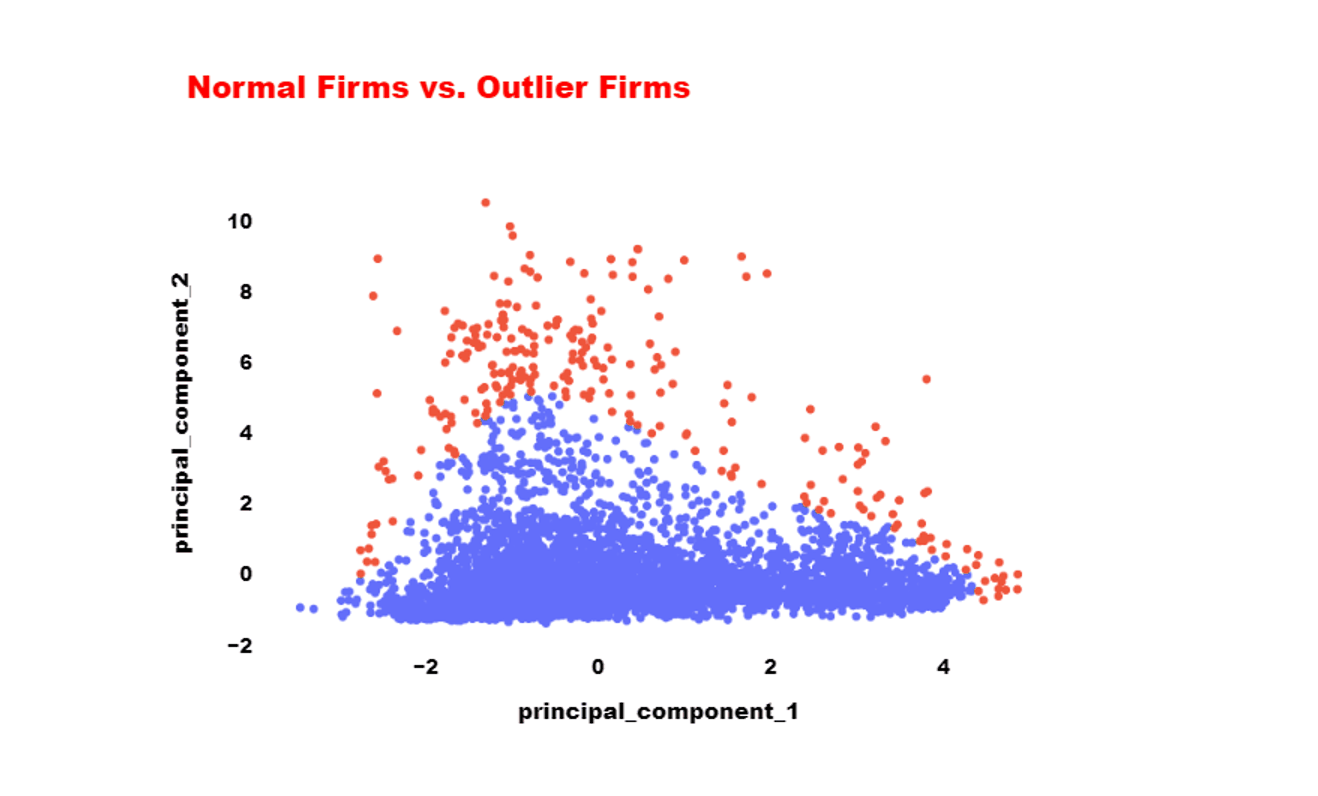 Normal Firms vs. Outlier Firms
principal_component_2
10
8
6
4
2
0
−2
−2 0 2 4
principal_component_1